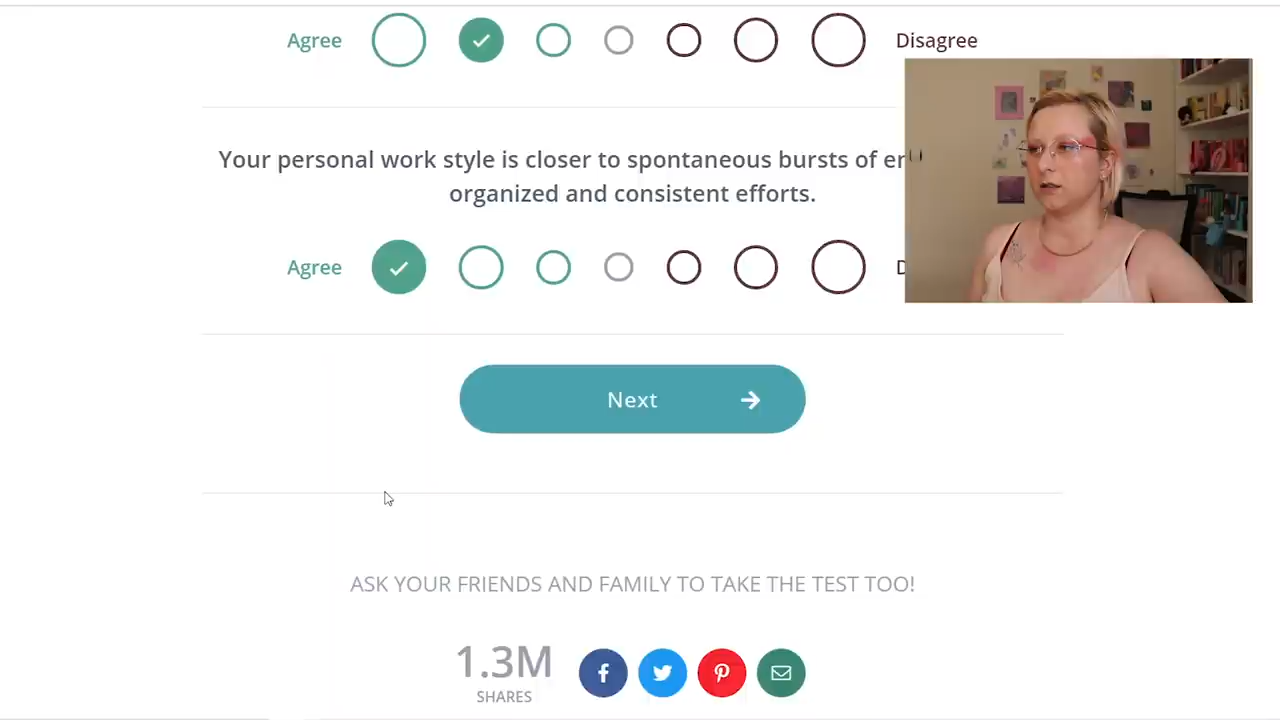 Agree Disagree
Your personal work style is closer to spontaneous bursts of
organized and consistent efforts.
Agree
Next
ASK YOUR FRIENDS AND FAMILY TO TAKE THE TEST TOO!
1.3M
SHARES